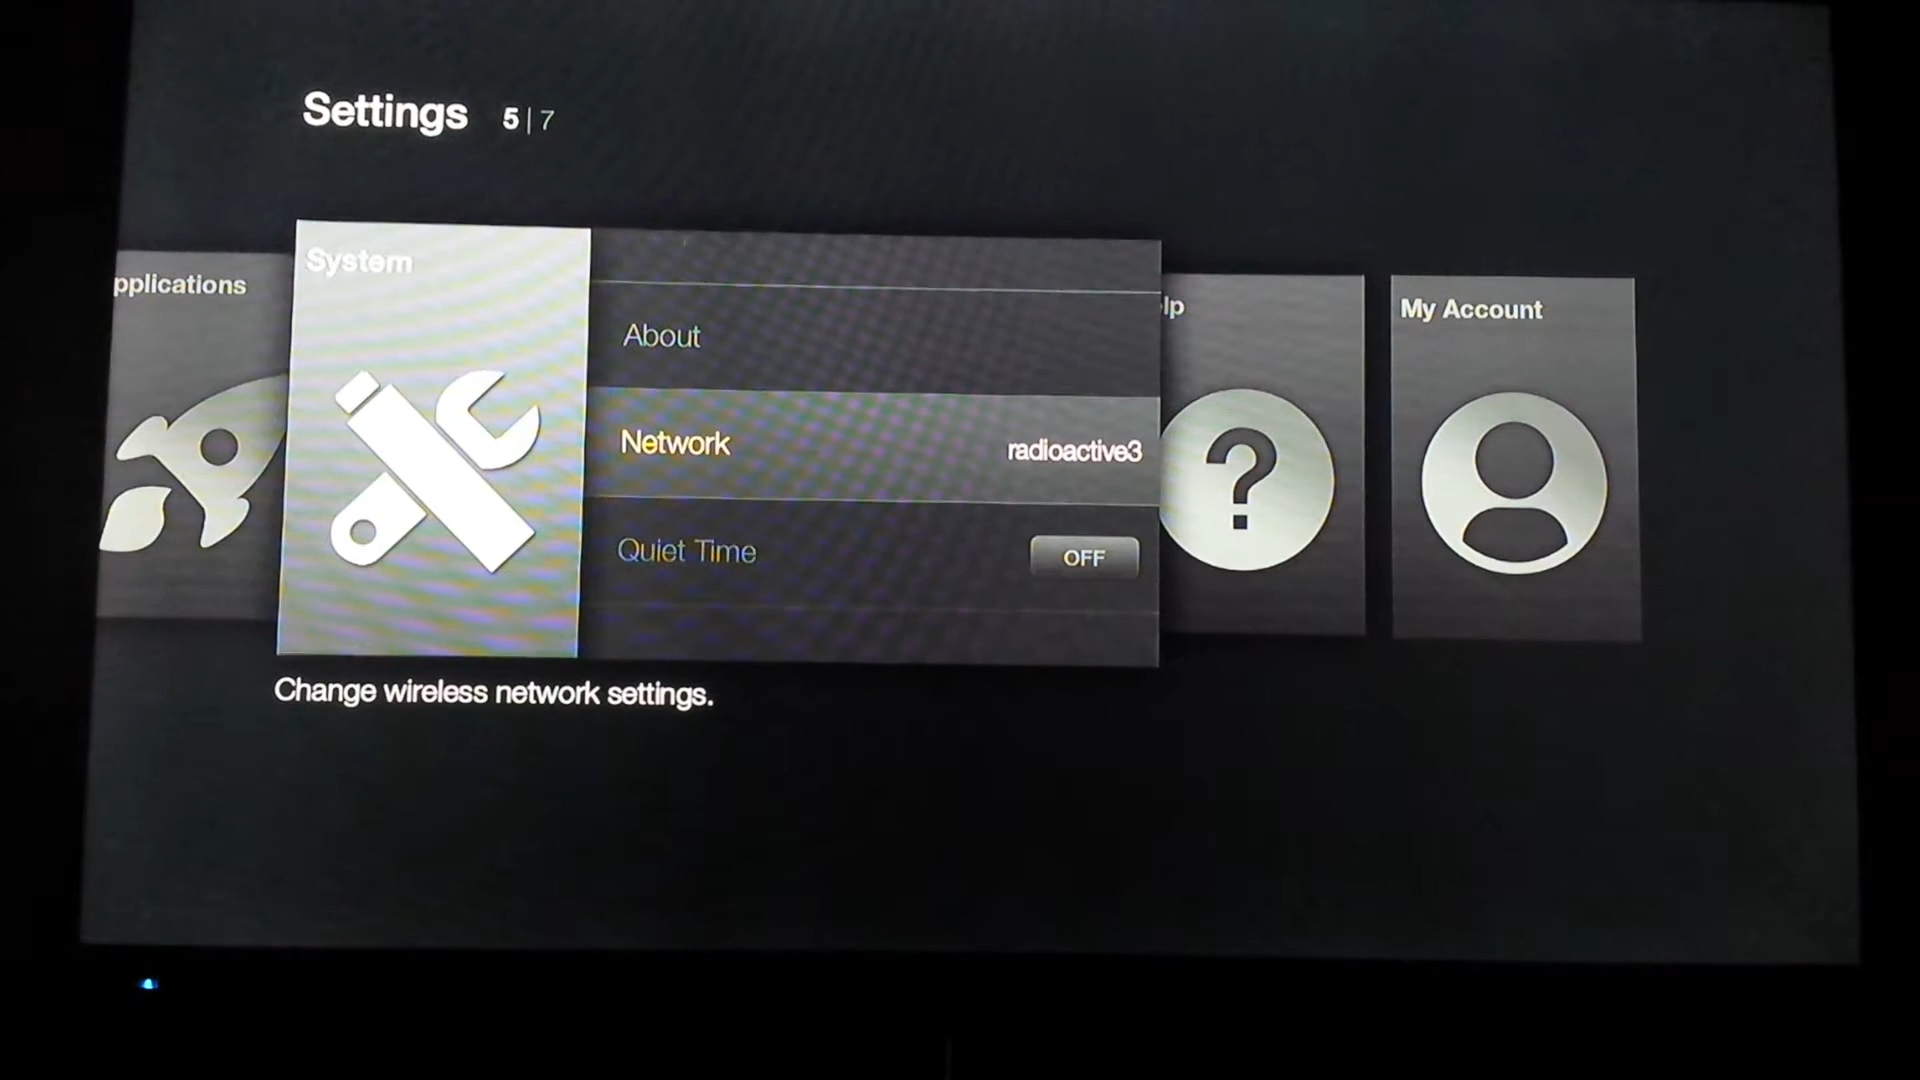 Settings 5|7
pplications
System
About
Network radioactive3
Quiet Time OFF
lp
?
My Account
Change wireless network settings.